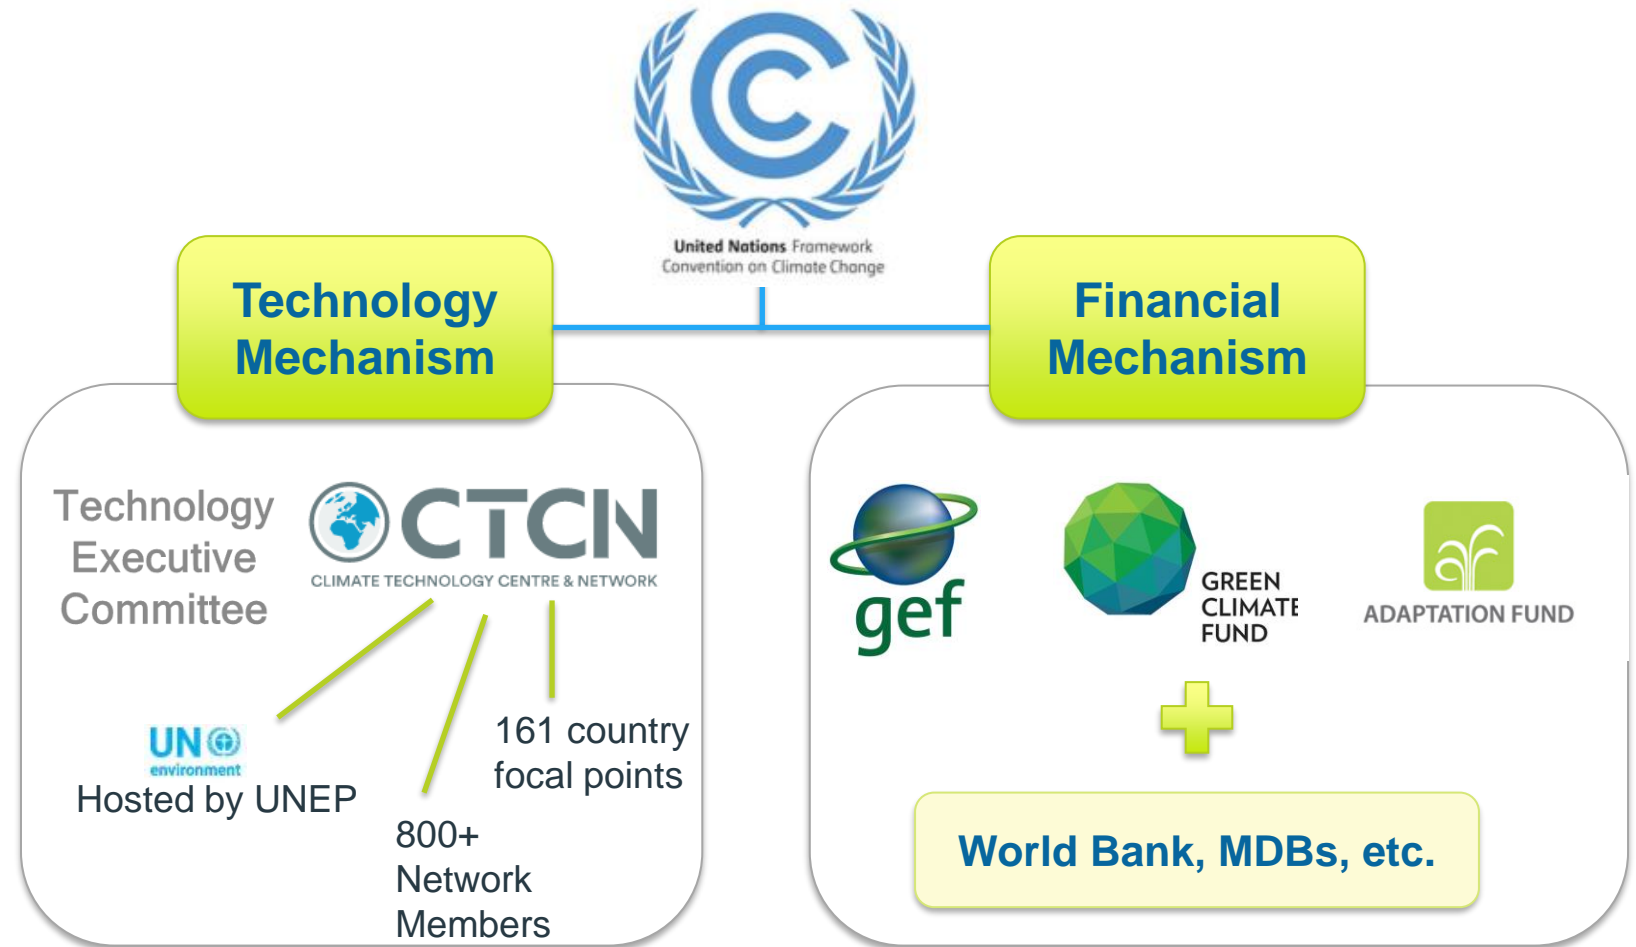 United Nations Framework
Convention on Climate Change
Technology
Mechanism
Financial
Mechanism
Technology
Executive
Committee
CTCN
CLIMATE TECHNOLOGY CENTRE & NETWORK
UN
environment
Hosted by UNEP
800+
Network
Members
161 country
focal points
gef
GREEN
CLIMATE
FUND
ADAPTATION FUND
World Bank, MDBs, etc.